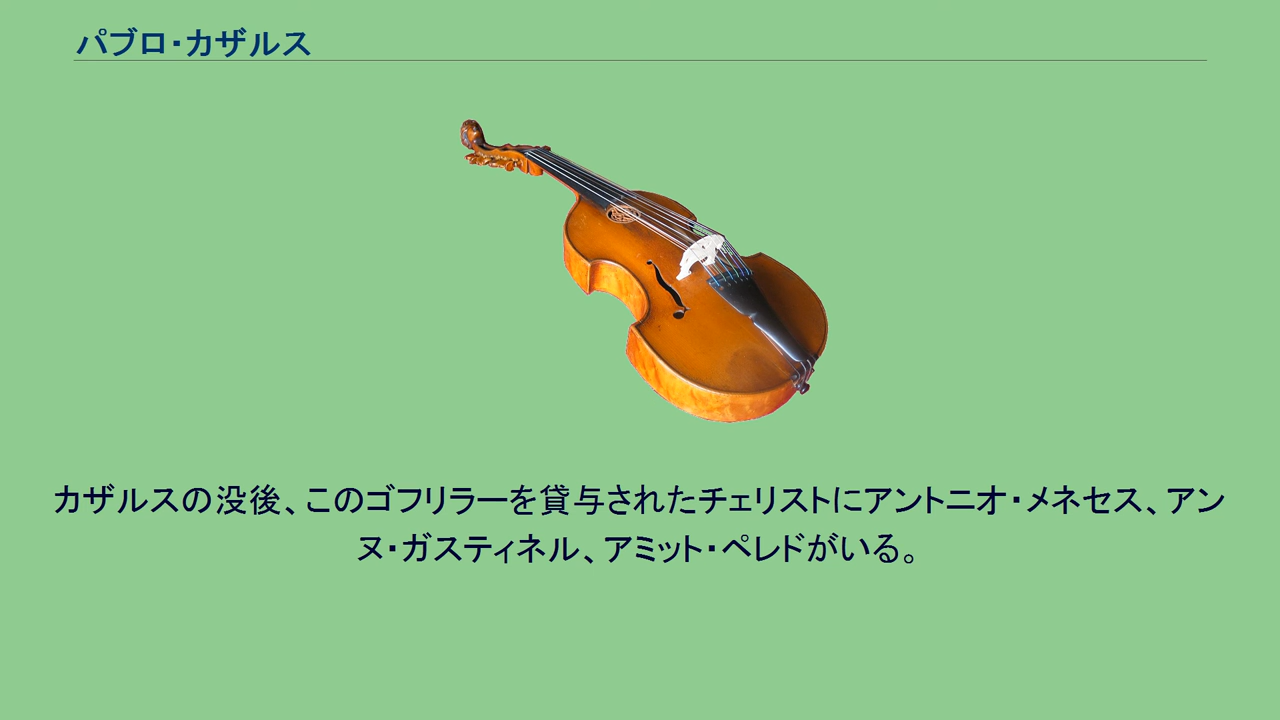 パブロ・カザルス
カザルスの没後、このゴフリラーを貸与されたチェリストにアントニオ・メネセス、アン
ヌ・ガスティネル、アミット・ペレドがいる。